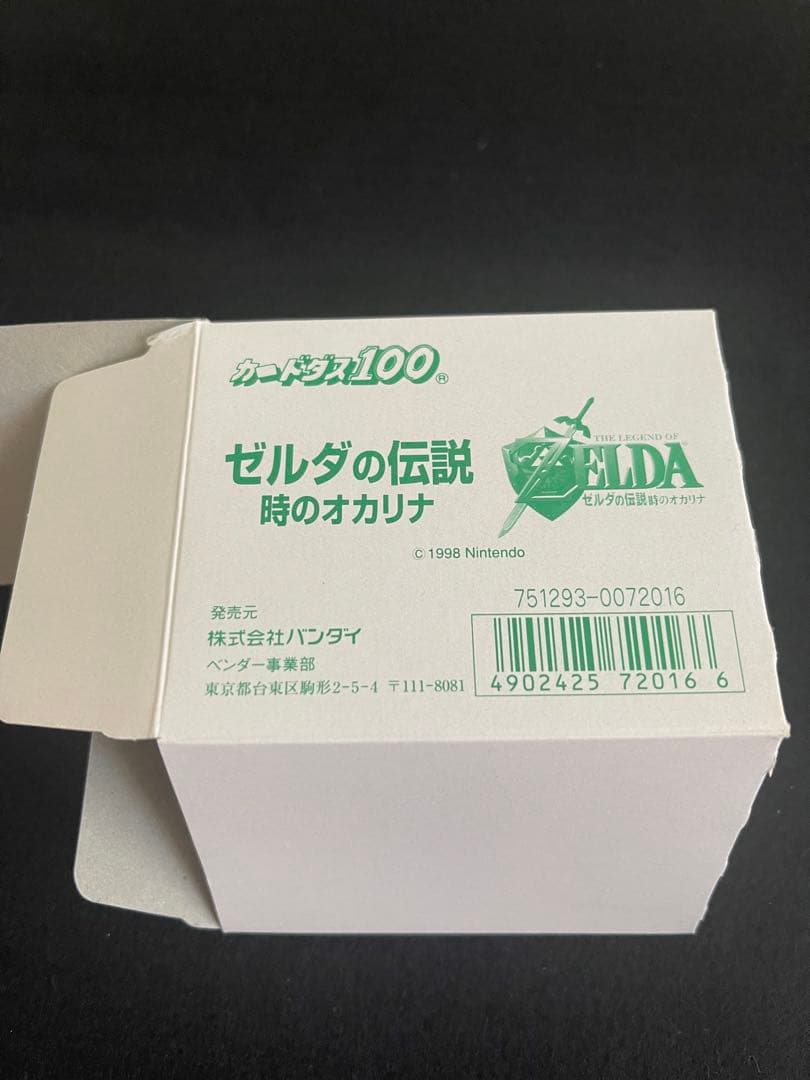 カードダス100®
ゼルダの伝説
時のオカリナ
THE LEGEND OF
ZELDA
ゼルダの伝説 時のオカリナ
© 1998 Nintendo
751293-0072016
4902425 72016 6
発売元
株式会社バンダイ
ベンダー事業部
東京都台東区駒形2-5-4 〒111-8081